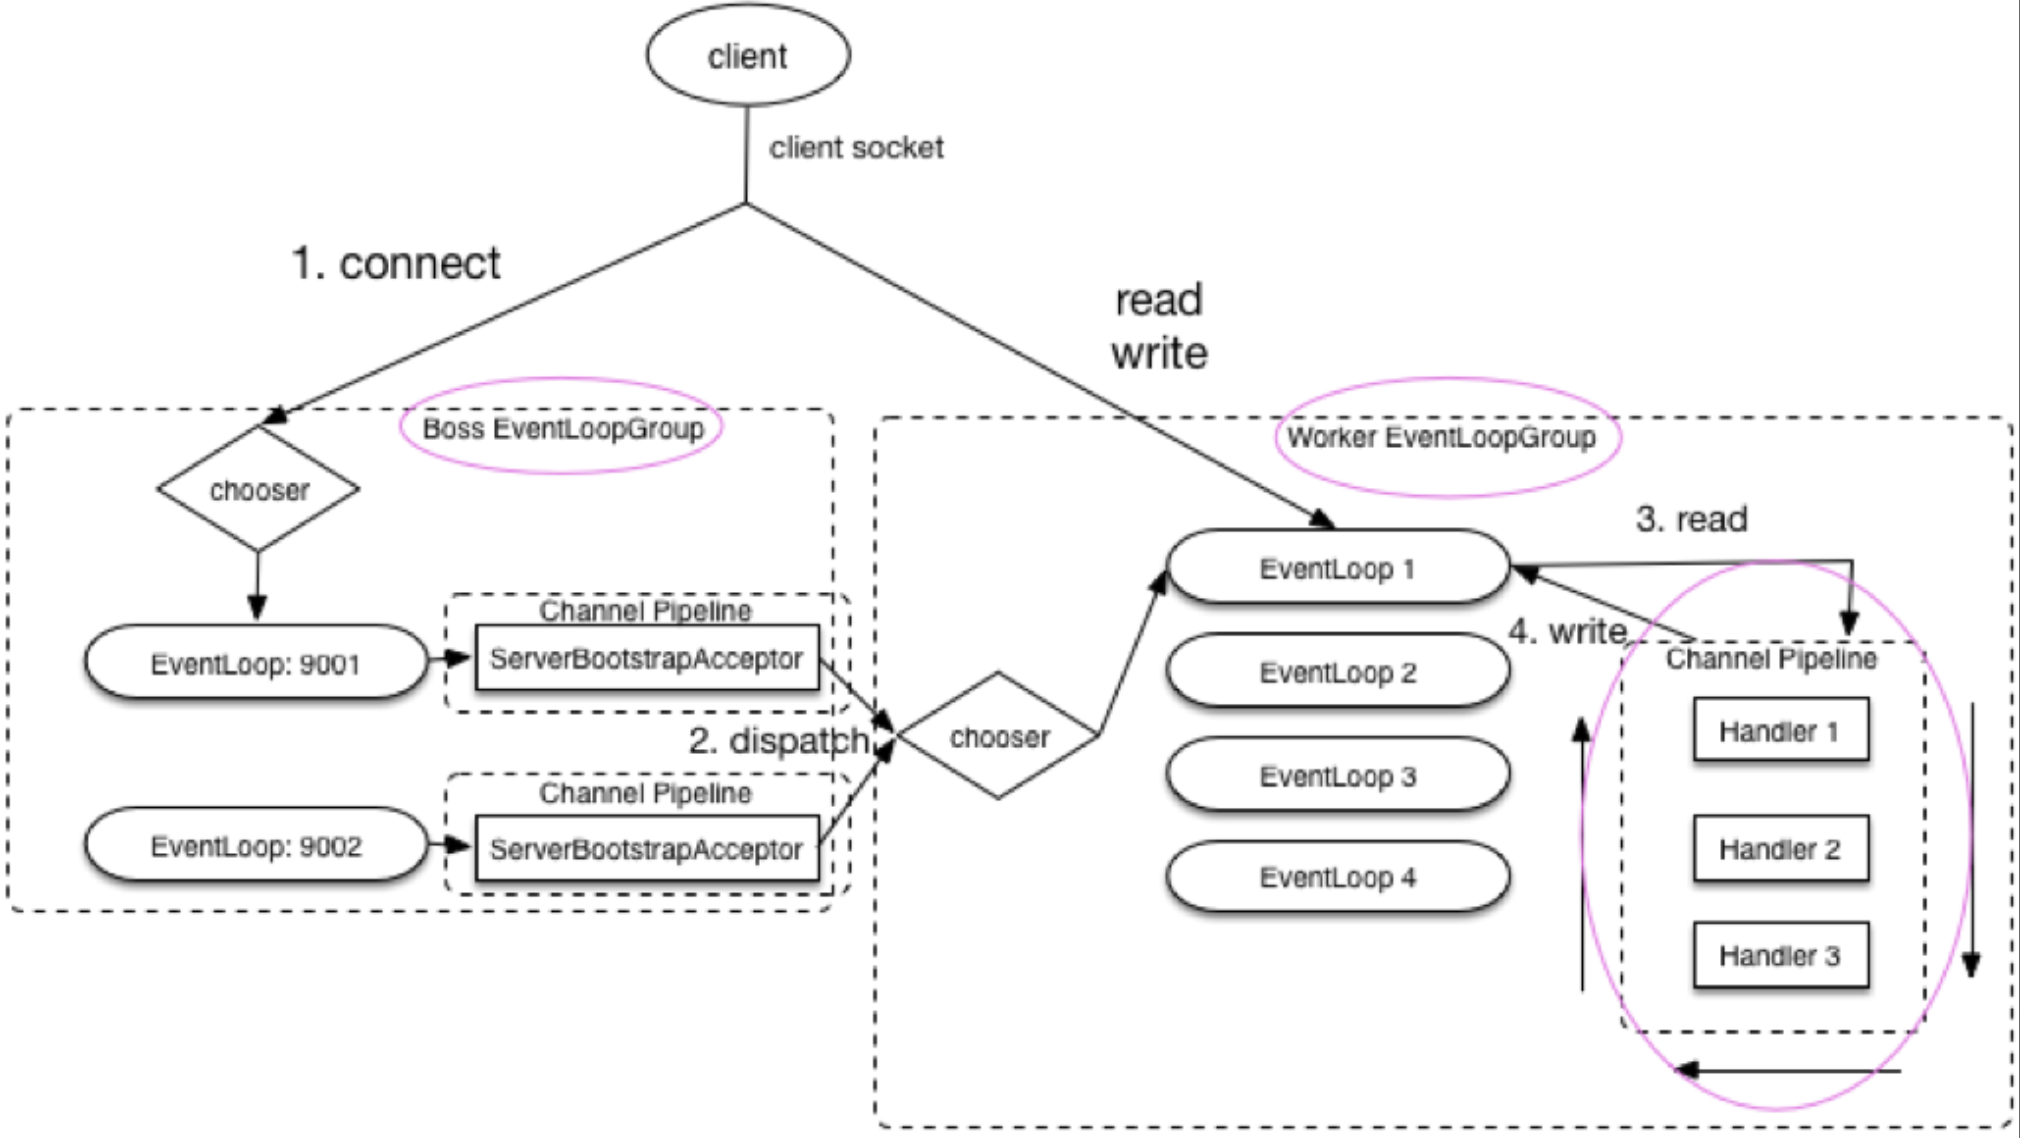 client
client socket
1. connect
read
write
Boss EventLoopGroup
Worker EventLoopGroup
chooser
3. read
EventLoop 1
Channel Pipeline
4. write
EventLoop: 9001
ServerBootstrapAcceptor
Channel Pipeline
EventLoop 2
2. dispatch
chooser
Handler 1
EventLoop 3
Channel Pipeline
EventLoop: 9002
ServerBootstrapAcceptor
Handler 2
EventLoop 4
Handler 3